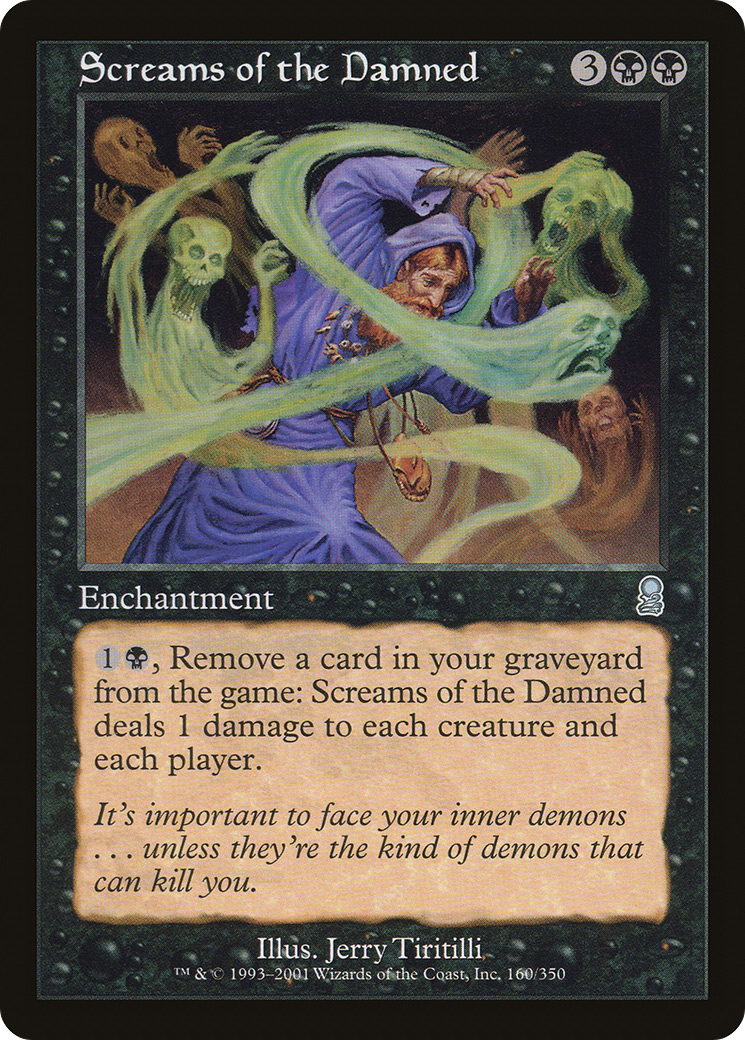 Screams of the Damned 3
Enchantment
1, Remove a card in your graveyard
from the game: Screams of the Damned
deals 1 damage to each creature and
each player.
It's important to face your inner demons
. . . unless they're the kind of demons that
can kill you.
Illus. Jerry Tiritilli
™ & © 1993–2001 Wizards of the Coast, Inc. 160/350